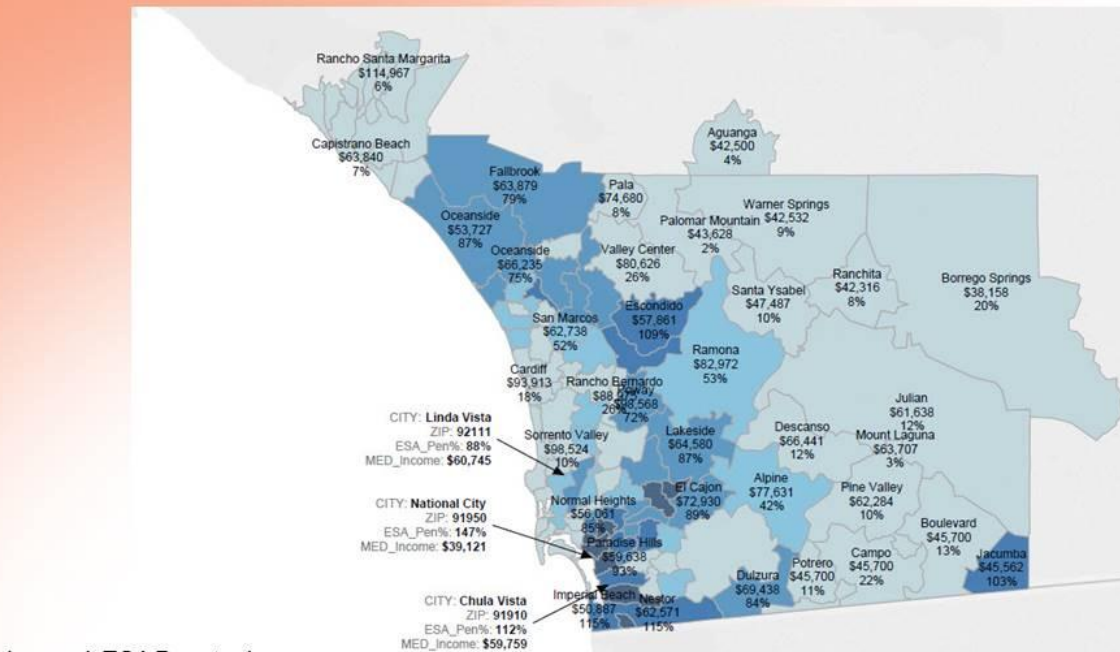 Rancho Santa Margarita
$114,967
6%
Capistrano Beach
$63,840
7%
Aguanga
$42,500
4%
Fallbrook
$63,879
79%
Pala
$74,680
8%
Warner Springs
$42,532
9%
Oceanside
$53,727
87%
Palomar Mountain
$43,628
2%
Oceanside
$66,235
75%
Valley Center
$80,626
26%
Ranchita
$42,316
8%
Borrego Springs
$38,158
20%
Santa Ysabel
$47,487
10%
Escondido
$57,861
109%
San Marcos
$62,738
52%
Ramona
$82,972
53%
Cardiff
$93,913
18%
Rancho Bernardo
26%
72%
Julian
$61,638
12%
CITY: Linda Vista
ZIP: 92111
ESA_Pen%: 88%
MED_Income: $60,745
Sorrento Valley
$98,524
10%
Lakeside
$64,580
87%
Descanso
$66,441
12%
Mount Laguna
$63,707
3%
Alpine
$77,631
42%
El Cajon
$72,930
89%
Pine Valley
$62,284
10%
CITY: National City
ZIP: 91950
ESA_Pen%: 147%
MED_Income: $39,121
Normal Heights
$56,061
85%
Boulevard
$45,700
13%
Paradise Hills
$59,638
93%
Campo
$45,700
22%
Jacumba
$45,562
103%
Potrero
$45,700
11%
Dulzura
$69,438
84%
CITY: Chula Vista
ZIP: 91910
ESA_Pen%: 112%
MED_Income: $59,759
Imperial Beach
$50,887
115%
Nestor
$62,571
115%